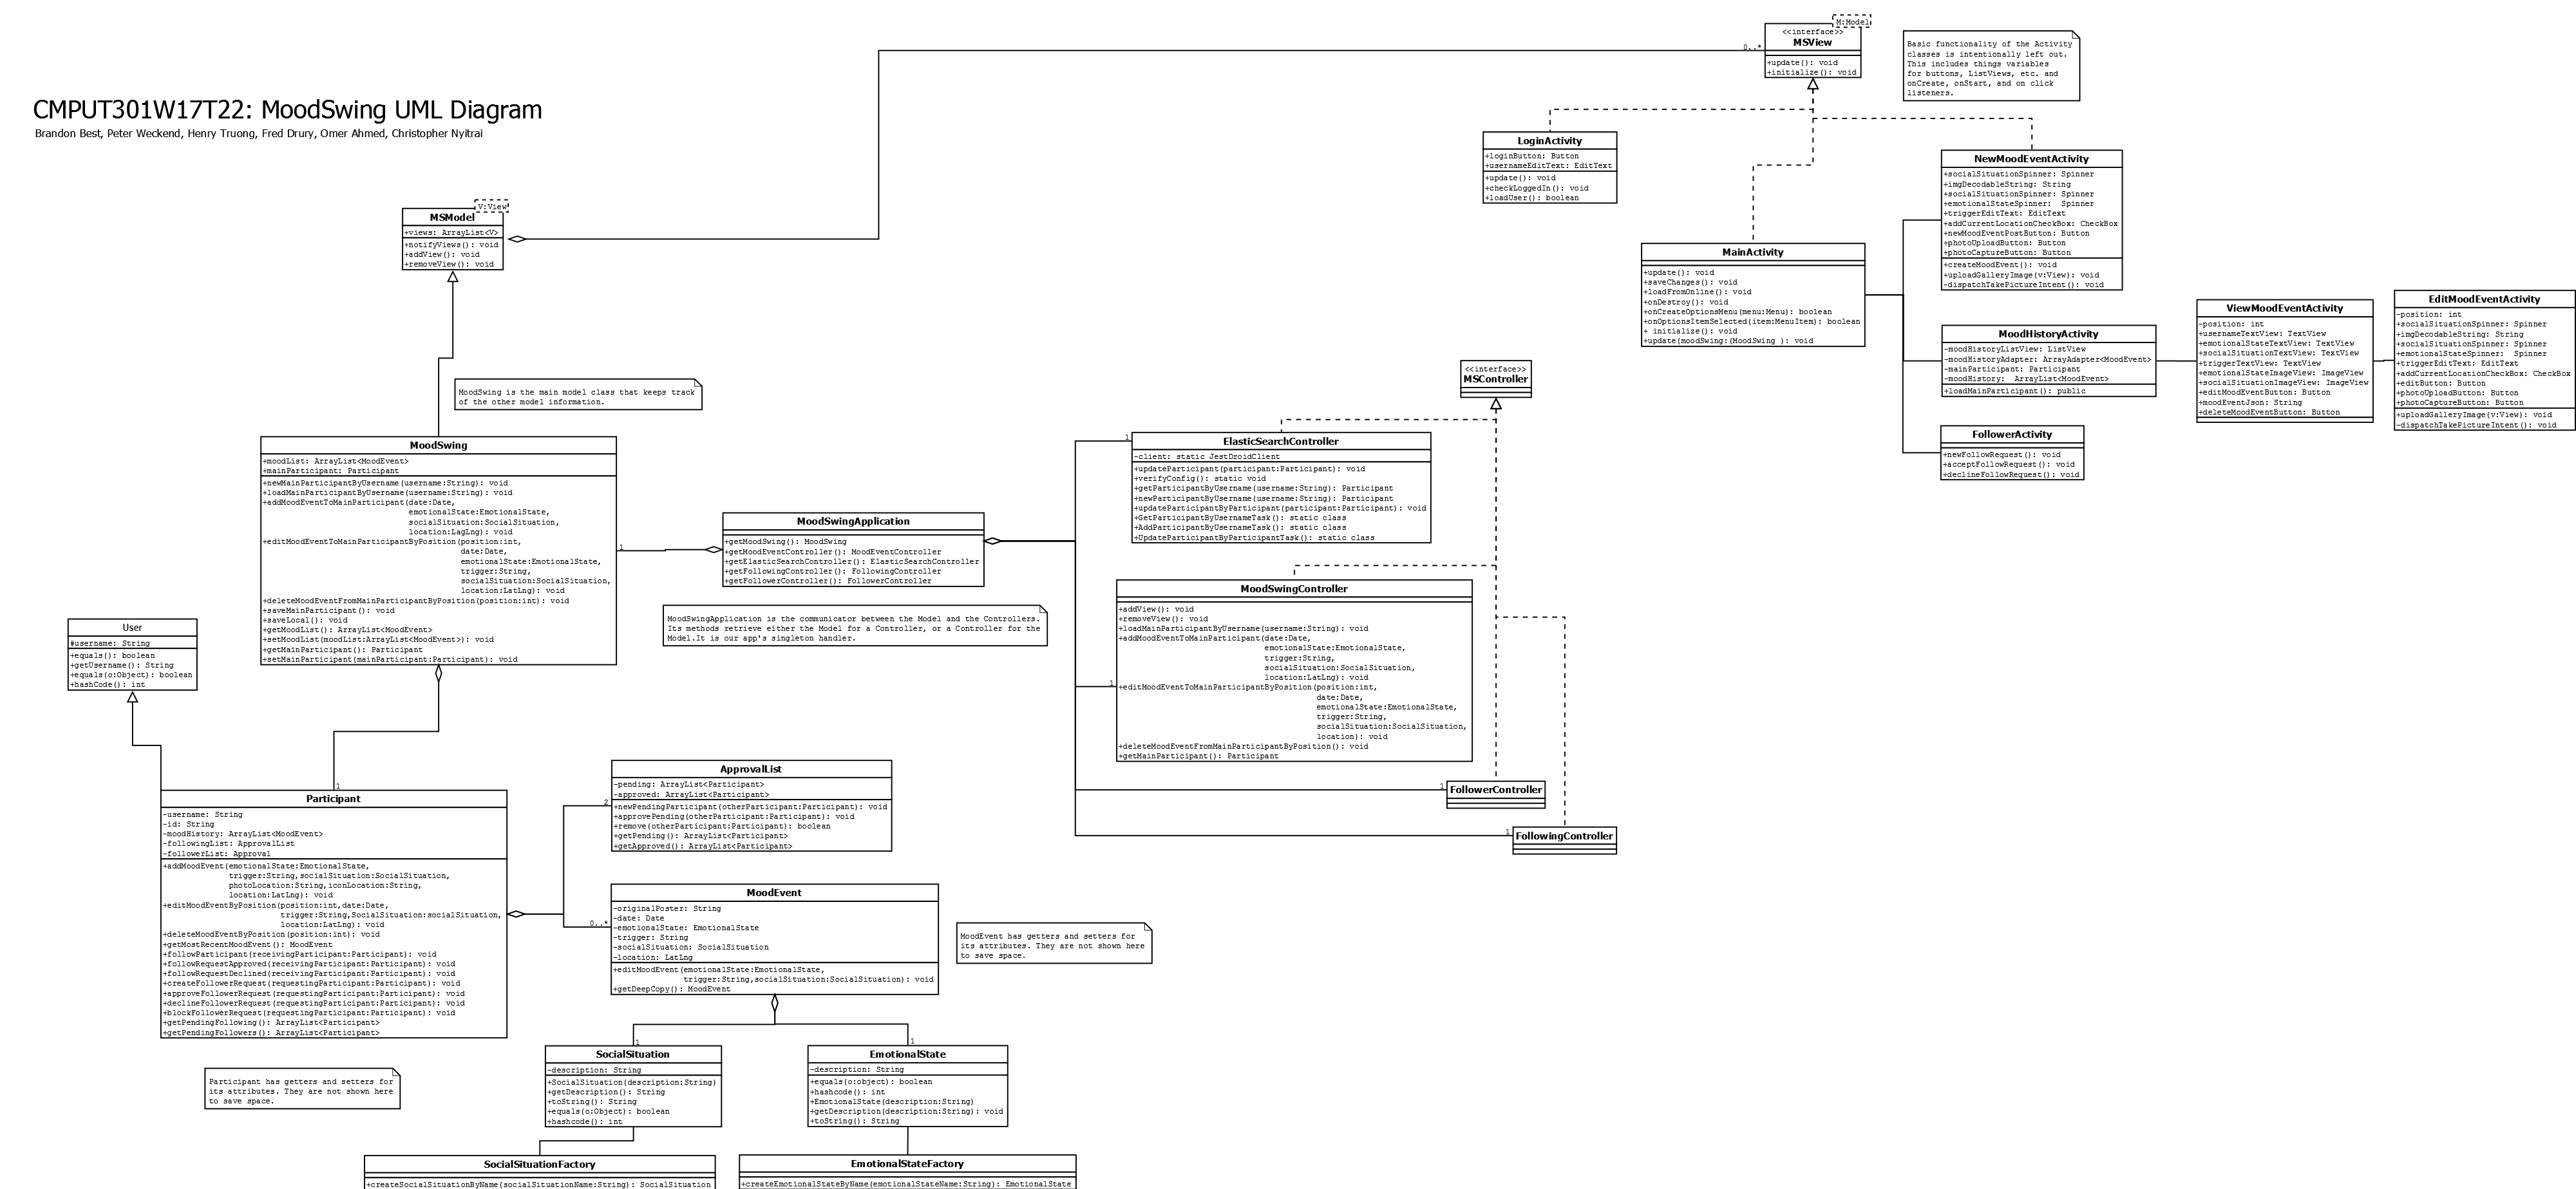 CMPUT301W17T22: MoodSwing UML Diagram
Brandon Best, Peter Weckend, Henry Truong, Fred Drury, Omer Ahmed, Christopher Nyitrai
M:Model
<<interface>>
MSView
+update(): void
+initialize(): void
0..*
Basic functionality of the Activity
classes is intentionally left out.
This includes things variables
for buttons, ListViews, etc. and
onCreate, onStart, and on click
listeners.
LoginActivity
+loginButton: Button
+usernameEditText: EditText
+update(): void
+checkLoggedIn(): void
+loadUser(): boolean
NewMoodEventActivity
+socialSituationSpinner: Spinner
+imgDecodableString: String
+socialSituationSpinner: Spinner
+emotionalStateSpinner:  Spinner
+triggerEditText: EditText
+addCurrentLocationCheckBox: CheckBox
+newMoodEventPostButton: Button
+photoUploadButton: Button
+photoCaptureButton: Button
+createMoodEvent(): void
+uploadGalleryImage(v:View): void
-dispatchTakePictureIntent(): void
V:View
MSModel
+views: ArrayList<V>
+notifyViews(): void
+addView(): void
+removeView(): void
MainActivity
+update(): void
+saveChanges(): void
+loadFromOnline(): void
+onDestroy(): void
+onCreateOptionsMenu(menu:Menu): boolean
+onOptionsItemSelected(item:MenuItem): boolean
+ initialize(): void
+update(moodSwing:(MoodSwing ): void
MoodHistoryActivity
-moodHistoryListView: ListView
-moodHistoryAdapter: ArrayAdapter<MoodEvent>
-mainParticipant: Participant
-moodHistory:  ArrayList<MoodEvent>
+loadMainParticipant(): public
ViewMoodEventActivity
-position: int
+usernameTextView: TextView
+emotionalStateTextView: TextView
+socialSituationTextView: TextView
+triggerTextView: TextView
+emotionalStateImageView: ImageView
+socialSituationImageView: ImageView
+editMoodEventButton: Button
+moodEventJson: String
+deleteMoodEventButton: Button
EditMoodEventActivity
-position: int
+socialSituationSpinner: Spinner
+imgDecodableString: String
+socialSituationSpinner: Spinner
+emotionalStateSpinner:  Spinner
+triggerEditText: EditText
+addCurrentLocationCheckBox: CheckBox
+editButton: Button
+photoUploadButton: Button
+photoCaptureButton: Button
+uploadGalleryImage(v:View): void
-dispatchTakePictureIntent(): void
FollowerActivity
+newFollowRequest(): void
+acceptFollowRequest(): void
+declineFollowRequest(): void
MoodSwing is the main model class that keeps track
of the other model information.
<<interface>>
MSController
MoodSwing
+moodList: ArrayList<MoodEvent>
+mainParticipant: Participant
+newMainParticipantByUsername(username:String): void
+loadMainParticipantByUsername(username:String): void
+addMoodEventToMainParticipant(date:Date,
emotionalState:EmotionalState,
socialSituation:SocialSituation,
location:LagLng): void
+editMoodEventToMainParticipantByPosition(position:int,
date:Date,
emotionalState:EmotionalState,
trigger:String,
socialSituation:SocialSituation,
location:LatLng): void
+deleteMoodEventFromMainParticipantByPosition(position:int): void
+saveMainParticipant(): void
+saveLocal(): void
+getMoodList(): ArrayList<MoodEvent>
+setMoodList(moodList:ArrayList<MoodEvent>): void
+getMainParticipant(): Participant
+setMainParticipant(mainParticipant:Participant): void
1
MoodSwingApplication
+getMoodSwing(): MoodSwing
+getMoodEventController(): MoodEventController
+getElasticSearchController(): ElasticSearchController
+getFollowingController(): FollowingController
+getFollowerController(): FollowerController
MoodSwingApplication is the communicator between the Model and the Controllers.
Its methods retrieve either the Model for a Controller, or a Controller for the
Model.It is our app's singleton handler.
1
ElasticSearchController
-client: static JestDroidClient
+updateParticipant(participant:Participant): void
+verifyConfig(): static void
+getParticipantByUsername(username:String): Participant
+newParticipantByUsername(username:String): Participant
+updateParticipantByParticipant(participant:Participant): void
+GetParticipantByUsernameTask(): static class
+AddParticipantByUsernameTask(): static class
+UpdateParticipantByParticipantTask(): static class
1
MoodSwingController
+addView(): void
+removeView(): void
+loadMainParticipantByUsername(username:String): void
+addMoodEventToMainParticipant(date:Date,
emotionalState:EmotionalState,
trigger:String,
socialSituation:SocialSituation,
location:LatLng): void
+editMoodEventToMainParticipantByPosition(position:int,
date:Date,
emotionalState:EmotionalState,
trigger:String,
socialSituation:SocialSituation,
location): void
+deleteMoodEventFromMainParticipantByPosition(): void
+getMainParticipant(): Participant
1
FollowerController
1
FollowingController
User
#username: String
+equals(): boolean
+getUsername(): String
+equals(o:Object): boolean
+hashCode(): int
1
Participant
-username: String
-id: String
-moodHistory: ArrayList<MoodEvent>
-followingList: ApprovalList
-followerList: Approval
+addMoodEvent(emotionalState:EmotionalState,
trigger:String,socialSituation:SocialSituation,
photoLocation:String,iconLocation:String,
location:LatLng): void
+editMoodEventByPosition(position:int,date:Date,
trigger:String,SocialSituation:socialSituation,
location:LatLng): void
+deleteMoodEventByPosition(position:int): void
+getMostRecentMoodEvent(): MoodEvent
+followParticipant(receivingParticipant:Participant): void
+followRequestApproved(receivingParticipant:Participant): void
+followRequestDeclined(receivingParticipant:Participant): void
+createFollowerRequest(requestingParticipant:Participant): void
+approveFollowerRequest(requestingParticipant:Participant): void
+declineFollowerRequest(requestingParticipant:Participant): void
+blockFollowerRequest(requestingParticipant:Participant): void
+getPendingFollowing(): ArrayList<Participant>
+getPendingFollowers(): ArrayList<Participant>
Participant has getters and setters for
its attributes. They are not shown here
to save space.
2
ApprovalList
-pending: ArrayList<Participant>
-approved: ArrayList<Participant>
+newPendingParticipant(otherParticipant:Participant): void
+approvePending(otherParticipant:Participant): void
+remove(otherParticipant:Participant): boolean
+getPending(): ArrayList<Participant>
+getApproved(): ArrayList<Participant>
0..*
MoodEvent
-originalPoster: String
-date: Date
-emotionalState: EmotionalState
-trigger: String
-socialSituation: SocialSituation
-location: LatLng
+editMoodEvent(emotionalState:EmotionalState,
trigger:String,socialSituation:SocialSituation): void
+getDeepCopy(): MoodEvent
MoodEvent has getters and setters for
its attributes. They are not shown here
to save space.
1
SocialSituation
-description: String
+SocialSituation(description:String)
+getDescription(): String
+toString(): String
+equals(o:Object): boolean
+hashcode(): int
1
EmotionalState
-description: String
+equals(o:object): boolean
+hashcode(): int
+EmotionalState(description:String)
+getDescription(description:String): void
+toString(): String
SocialSituationFactory
+createSocialSituationByName(socialSituationName:String): SocialSituation
EmotionalStateFactory
+createEmotionalStateByName(emotionalStateName:String): EmotionalState